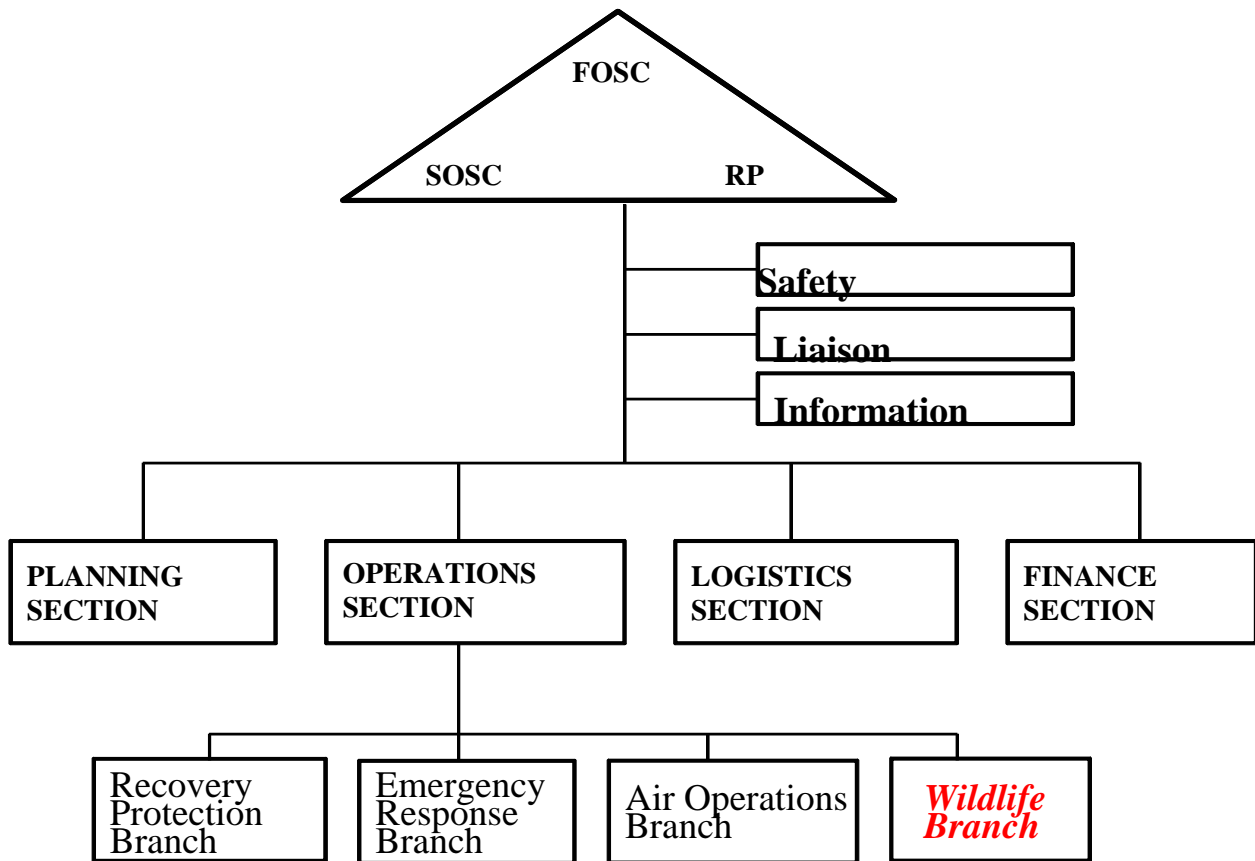 FOSC
SOSC RP
Safety
Liaison
Information
PLANNING
SECTION
OPERATIONS
SECTION
LOGISTICS
SECTION
FINANCE
SECTION
Recovery
Protection
Branch
Emergency
Response
Branch
Air Operations
Branch
Wildlife
Branch